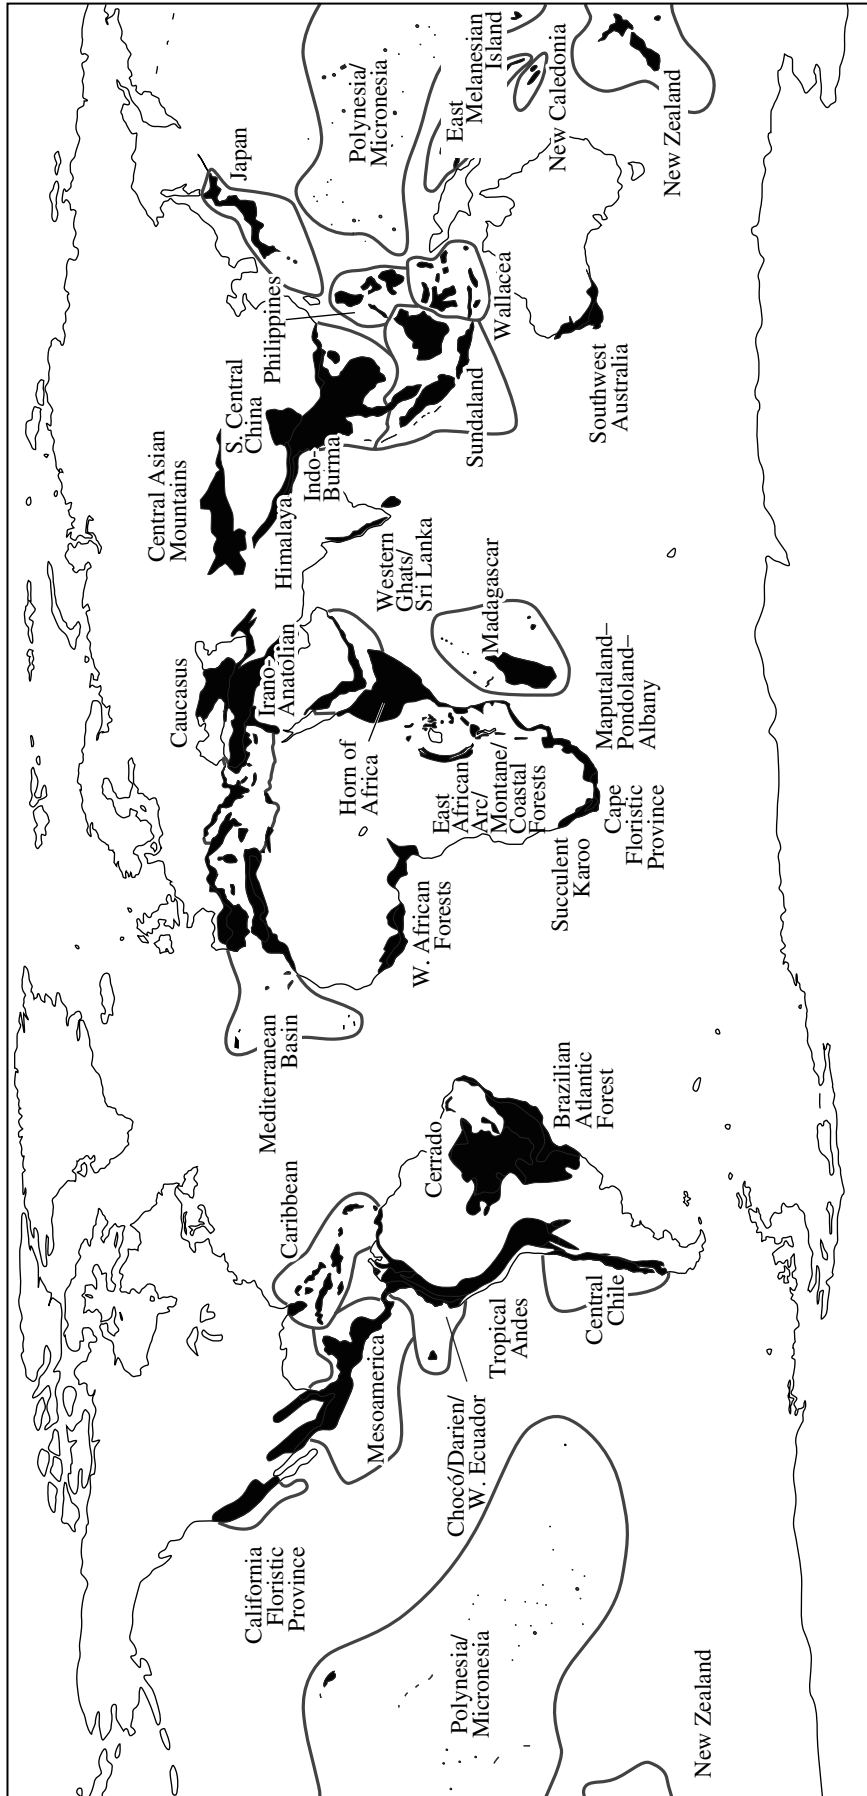 California
Floristic
Province
Polynesia/
Micronesia
New Zealand
Mesoamerica
Chocó/Darien/
W. Ecuador
Caribbean
Tropical
Andes
Central
Chile
Cerrado
Brazilian
Atlantic
Forest
Mediterranean
Basin
W. African
Forests
Succulent
Karoo
Cape
Floristic
Province
Caucasus
Irano-
Anatolian
Horn of
Africa
East
African
Arc/
Montane/
Coastal
Forests
Maputaland–
Pondoland–
Albany
Madagascar
Western
Ghats/
Sri Lanka
Central Asian
Mountains
Himalaya
S. Central
China
Indo-
Burma
Philippines
Sundaland
Wallacea
Southwest
Australia
Japan
Polynesia/
Micronesia
East
Melanesian
Island
New Caledonia
New Zealand